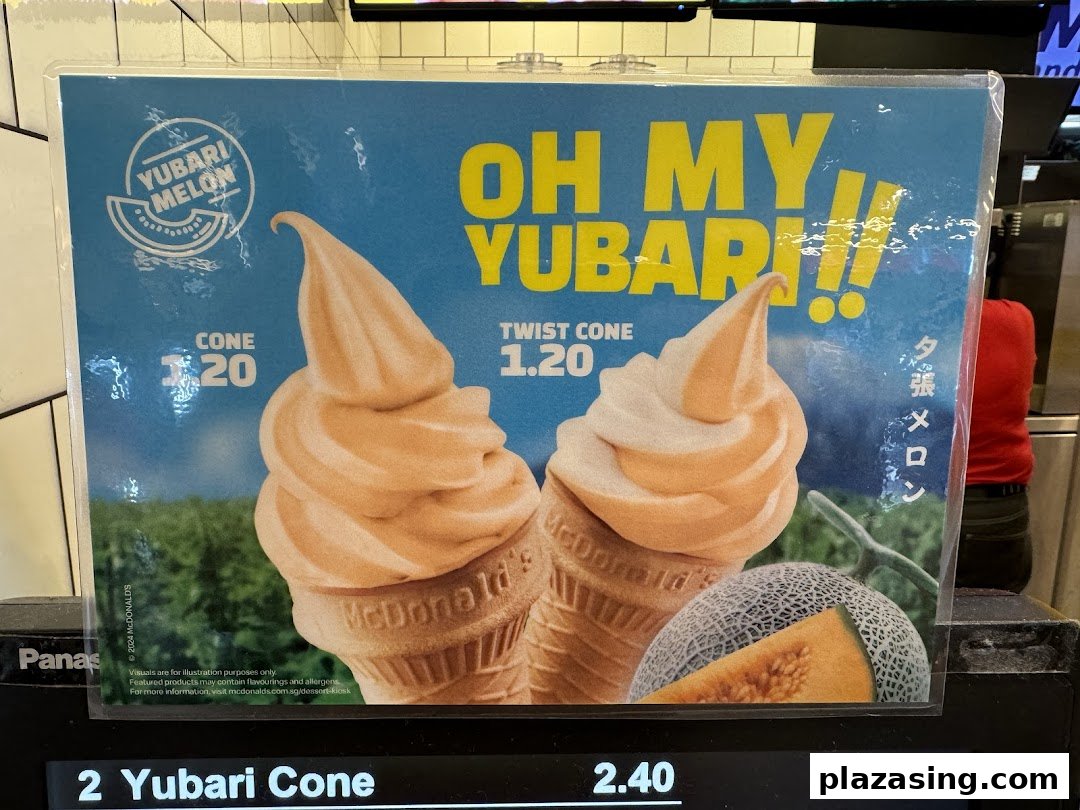 YUBARI
MELON
OH MY
YUBARI!!
CONE
1.20
TWIST CONE
1.20
夕張メロン
McDonald's
McDonald's
© 2024 McDONALD'S
Visuals are for illustration purposes only.
Featured products may contain flavourings and allergens.
For more information, visit mcdonalds.com.sg/dessert-kiosk
Panas
2 Yubari Cone 2.40
plazasing.com